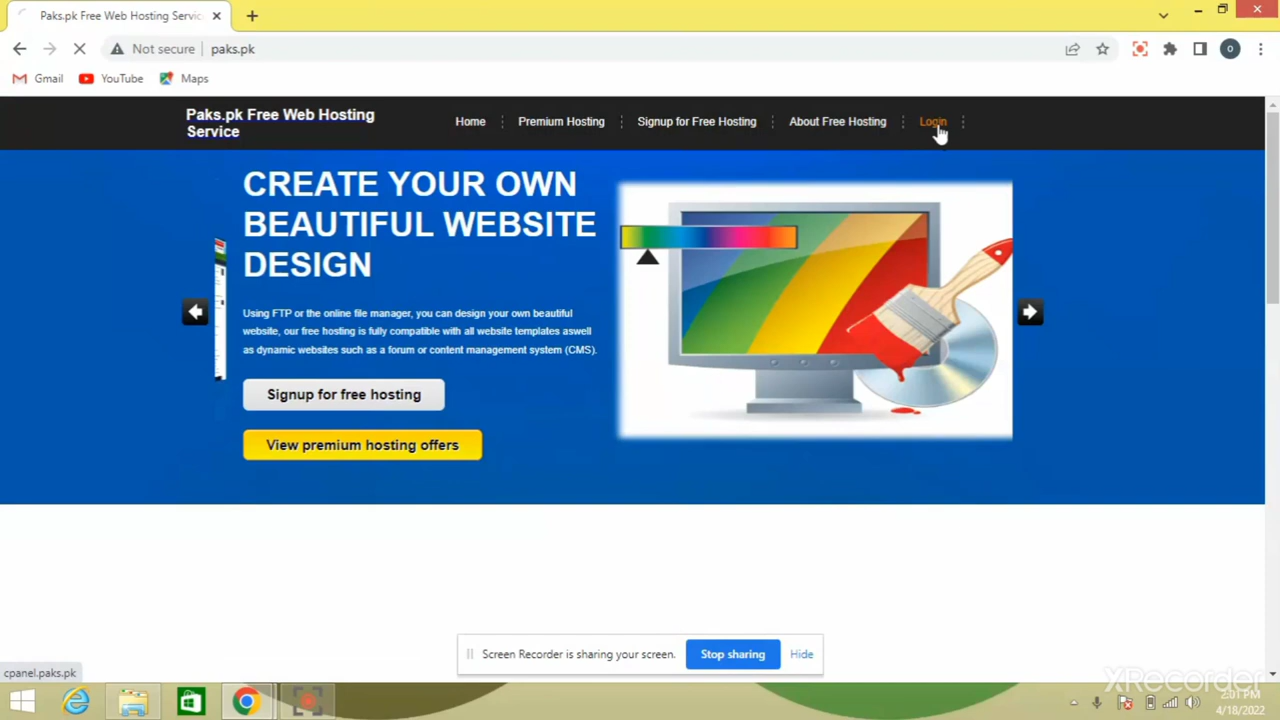 Paks.pk Free Web Hosting Servic
Not secure
paks.pk
O
Gmail
YouTube
Maps
Paks.pk Free Web Hosting
Service
Home
Premium Hosting
Signup for Free Hosting
About Free Hosting
Login
CREATE YOUR OWN
BEAUTIFUL WEBSITE
DESIGN
Using FTP or the online file manager, you can design your own beautiful
website, our free hosting is fully compatible with all website templates aswell
as dynamic websites such as a forum or content management system (CMS).
Signup for free hosting
View premium hosting offers
Screen Recorder is sharing your screen.
Stop sharing
Hide
cpanel.paks.pk
XRecorder
2:01 PM
4/18/2022